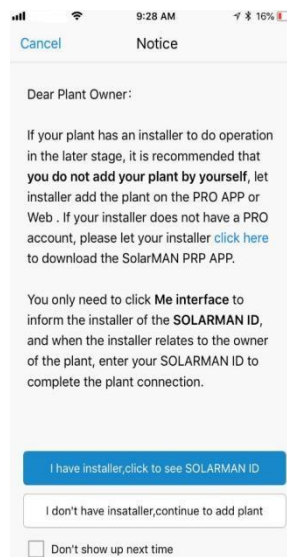 9:28 AM 16%
Cancel Notice
Dear Plant Owner:
If your plant has an installer to do operation
in the later stage, it is recommended that
you do not add your plant by yourself, let
installer add the plant on the PRO APP or
Web . If your installer does not have a PRO
account, please let your installer click here
to download the SolarMAN PRP APP.
You only need to click Me interface to
inform the installer of the SOLARMAN ID,
and when the installer relates to the owner
of the plant, enter your SOLARMAN ID to
complete the plant connection.
I have installer,click to see SOLARMAN ID
I don't have insataller,continue to add plant
Don't show up next time